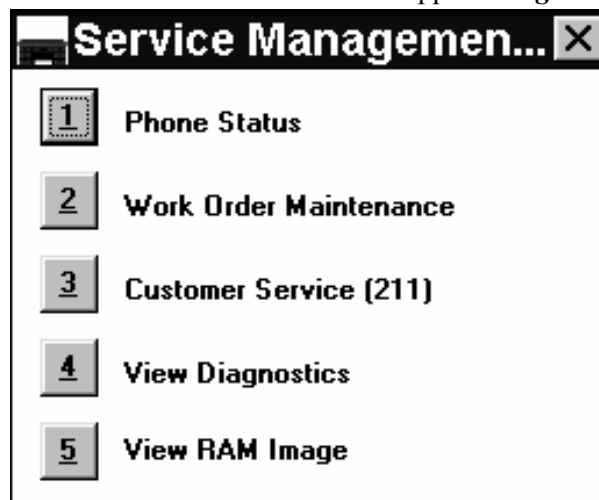 Service Managemen...
1 Phone Status
2 Work Order Maintenance
3 Customer Service (211)
4 View Diagnostics
5 View RAM Image